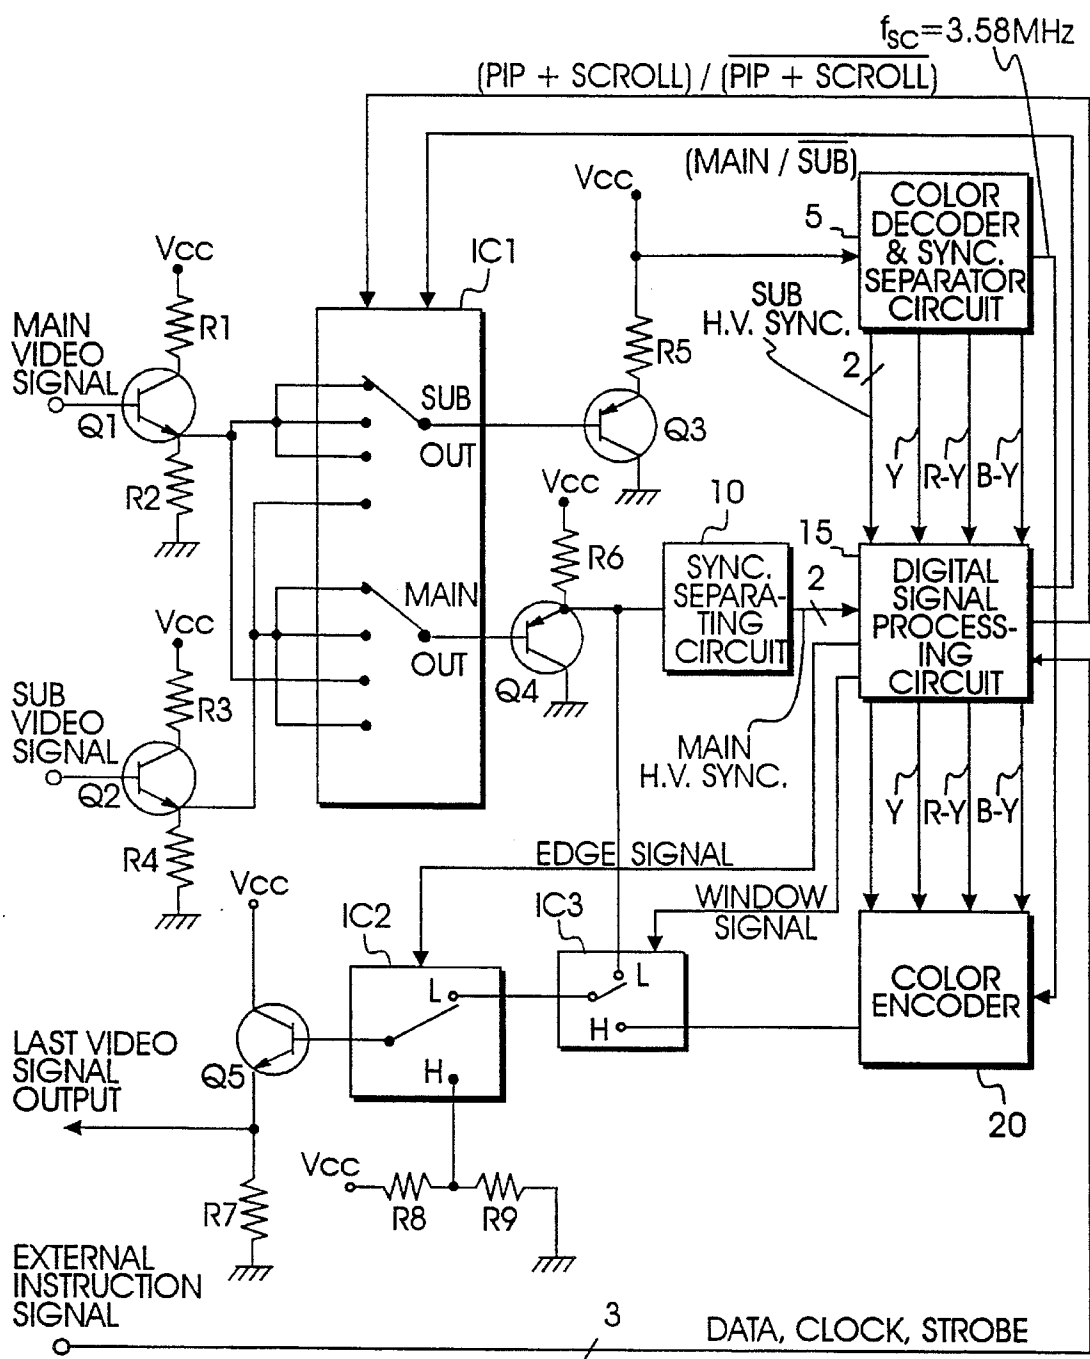 fSC=3.58MHz
(PIP + SCROLL) / (PIP + SCROLL)
(MAIN / SUB)
Vcc
5
COLOR
DECODER
& SYNC.
SEPARATOR
CIRCUIT
IC1
Vcc
R1
MAIN
VIDEO
SIGNAL
Q1
R2
SUB
OUT
R5
Q3
SUB
H.V. SYNC.
2
Y
R-Y
B-Y
Vcc
R6
10
SYNC.
SEPARA-
TING
CIRCUIT
2
15
DIGITAL
SIGNAL
PROCESS-
ING
CIRCUIT
MAIN
OUT
Q4
Vcc
R3
SUB
VIDEO
SIGNAL
Q2
R4
MAIN
H.V. SYNC.
Y
R-Y
B-Y
EDGE SIGNAL
WINDOW
SIGNAL
Vcc
IC2
IC3
L
H
L
H
COLOR
ENCODER
20
Q5
LAST VIDEO
SIGNAL
OUTPUT
R7
Vcc
R8
R9
EXTERNAL
INSTRUCTION
SIGNAL
3
DATA, CLOCK, STROBE